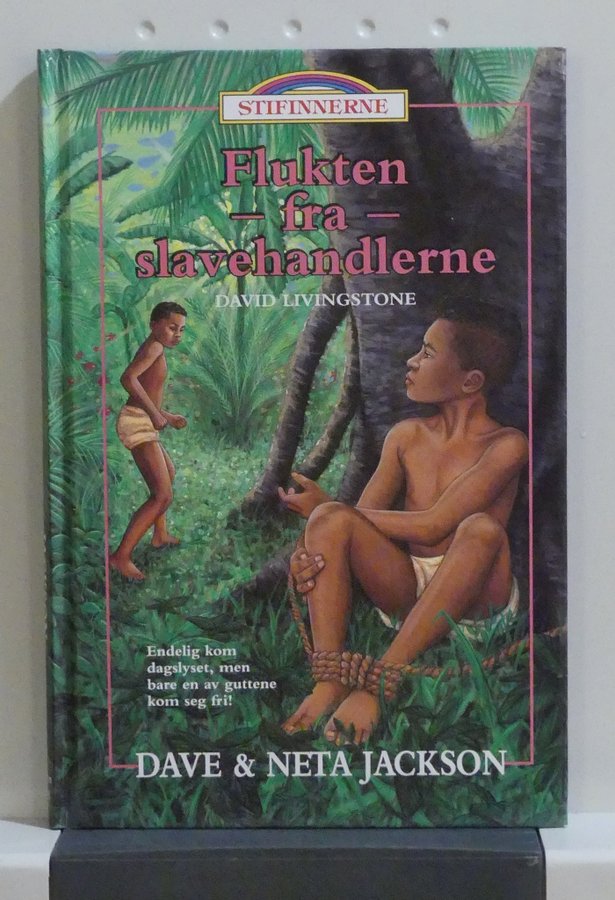 STIFINNERNE
Flukten
— fra —
slavehandlerne
DAVID LIVINGSTONE
Endelig kom
dagslyset, men
bare en av guttene
kom seg fri!
DAVE & NETA JACKSON